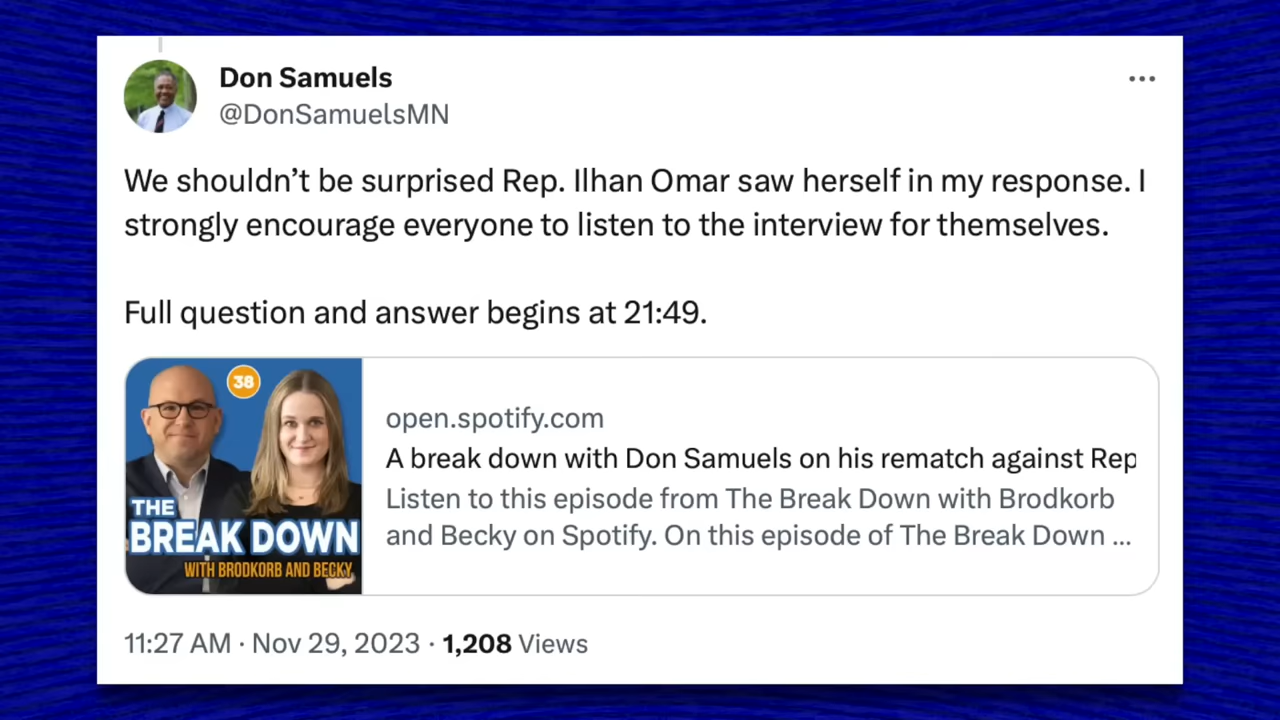 Don Samuels
@DonSamuelsMN
We shouldn’t be surprised Rep. Ilhan Omar saw herself in my response. I
strongly encourage everyone to listen to the interview for themselves.
Full question and answer begins at 21:49.
38
THE
BREAK DOWN
WITH BRODKORB AND BECKY
open.spotify.com
A break down with Don Samuels on his rematch against Rep
Listen to this episode from The Break Down with Brodkorb
and Becky on Spotify. On this episode of The Break Down ...
11:27 AM · Nov 29, 2023 · 1,208 Views